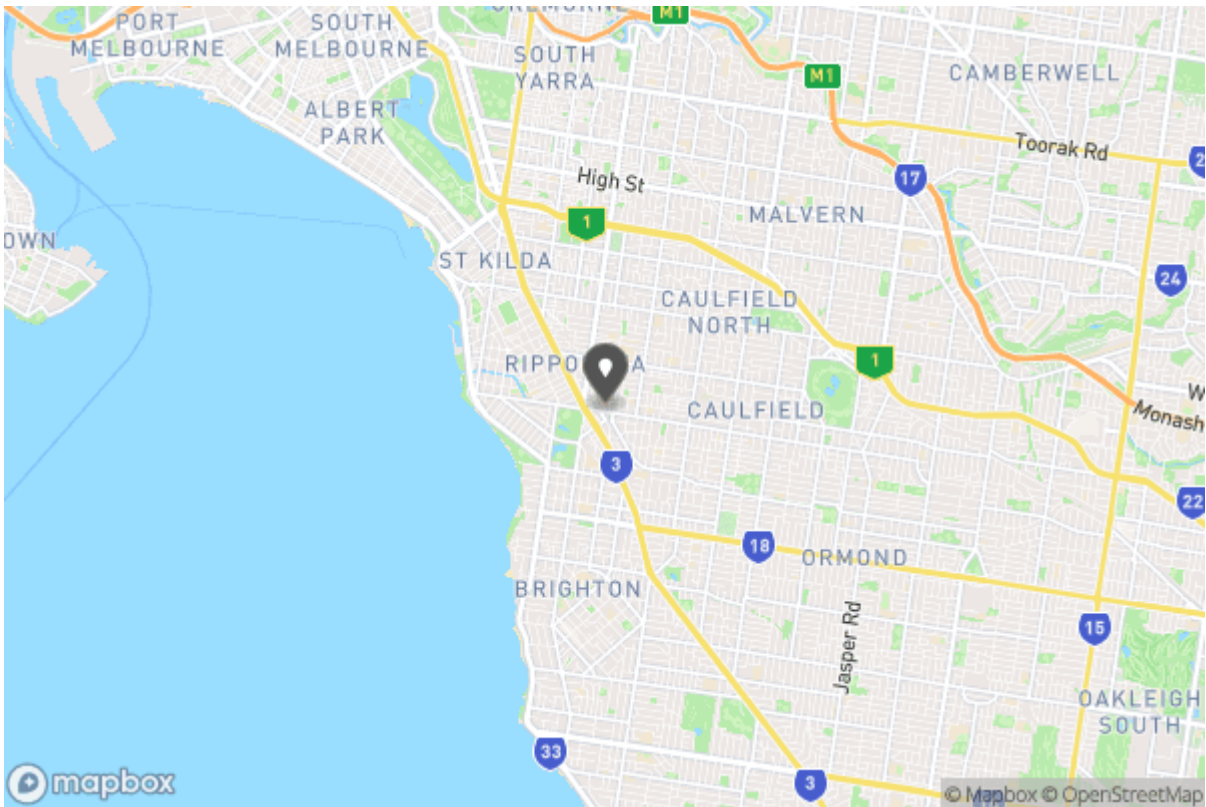 PORT
MELBOURNE
SOUTH
MELBOURNE
M1
SOUTH
YARRA
CAMBERWELL
M1
ALBERT
PARK
Toorak Rd
High St
17
MALVERN
1
OWN
ST KILDA
24
CAULFIELD
NORTH
1
CAULFIELD
Monash
3
22
18
ORMOND
BRIGHTON
15
Jasper Rd
OAKLEIGH
SOUTH
33
3
mapbox
© Mapbox © OpenStreetMap